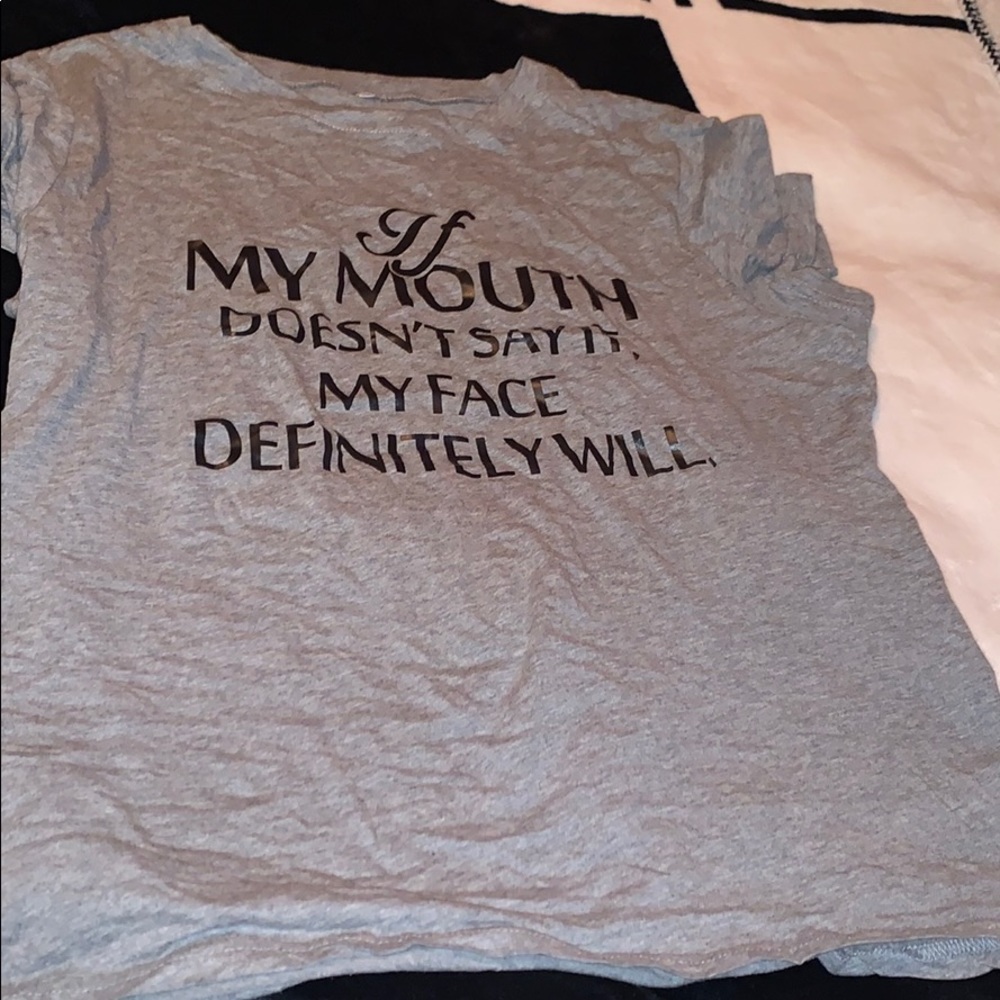 If
MY MOUTH
DOESN'T SAY IT,
MY FACE
DEFINITELY WILL.